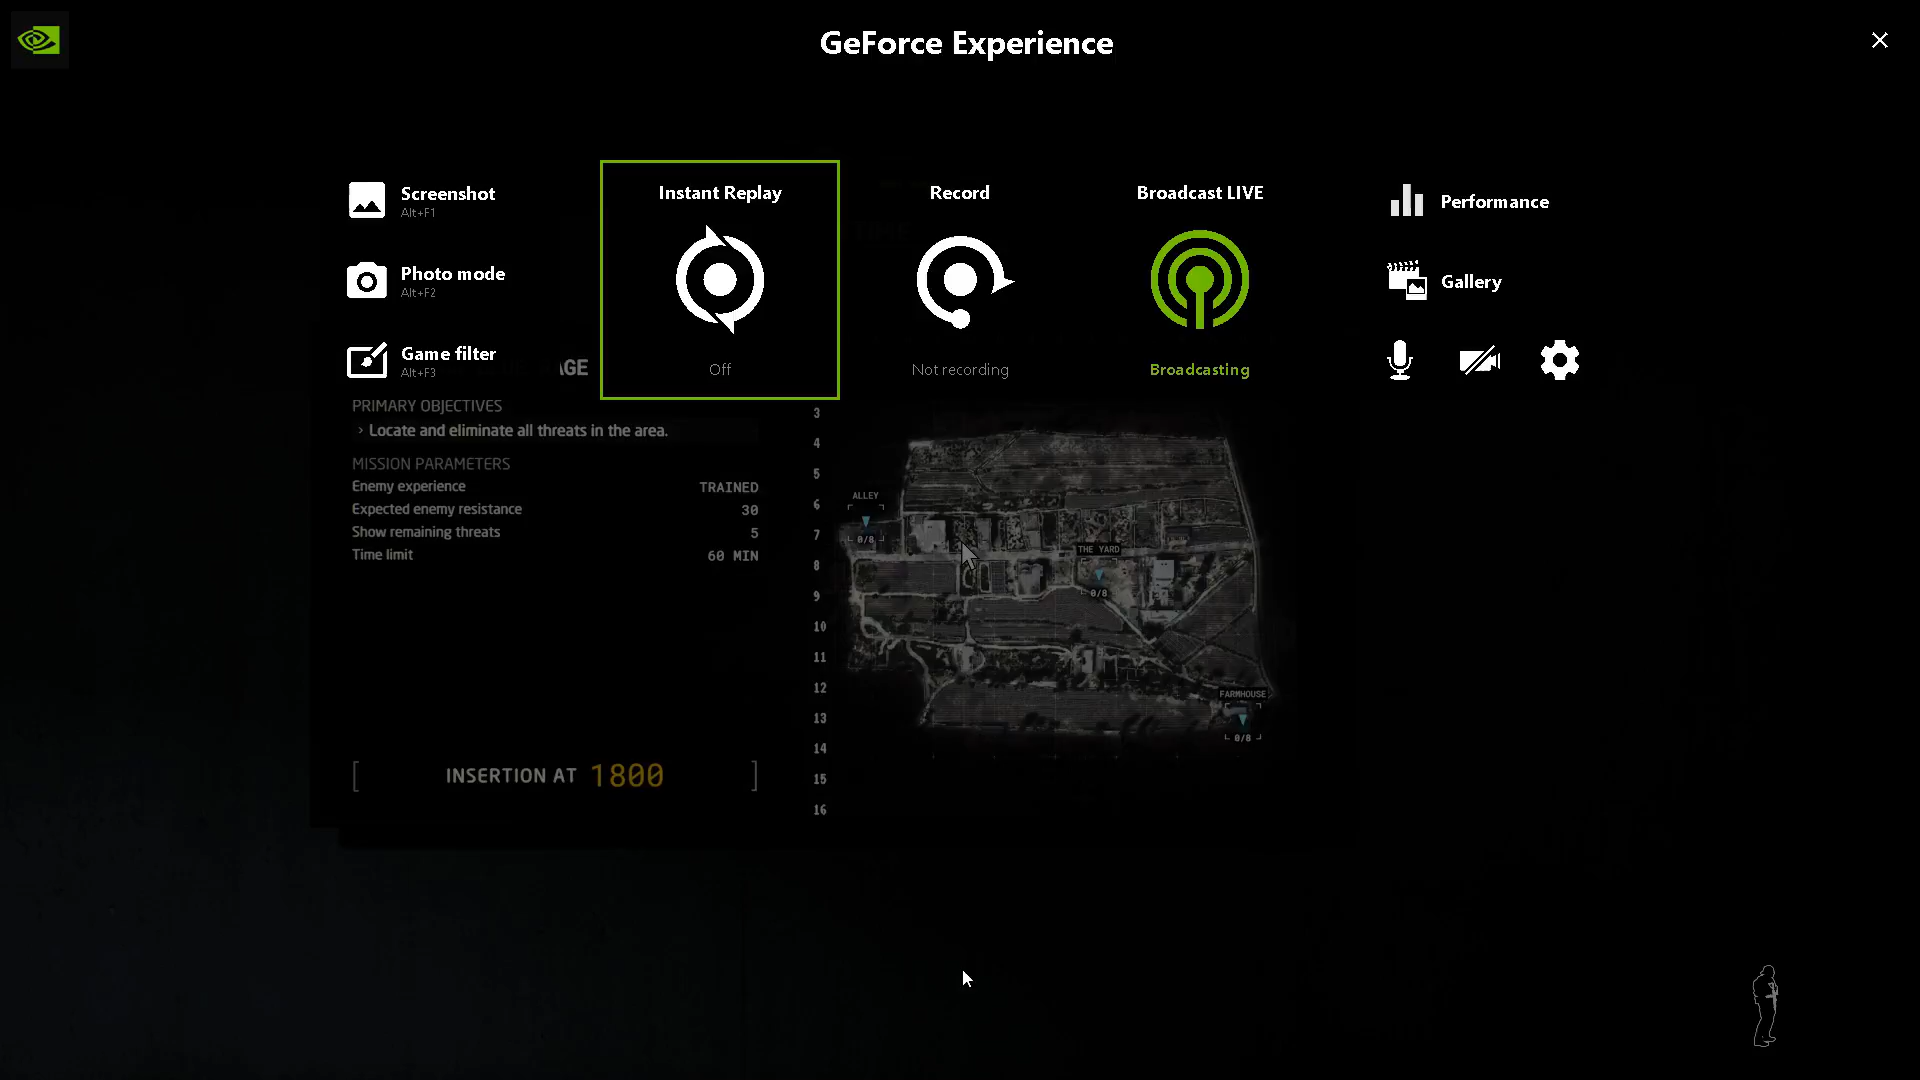 GeForce Experience
Screenshot
Alt+F1
Photo mode
Alt+F2
Game filter
Alt+F3
Instant Replay
Off
Record
Not recording
Broadcast LIVE
Broadcasting
Performance
Gallery
PRIMARY OBJECTIVES
› Locate and eliminate all threats in the area.
MISSION PARAMETERS
Enemy experience TRAINED
Expected enemy resistance 30
Show remaining threats 5
Time limit 60 MIN
[ INSERTION AT 1800 ]
3
4
5
6
7
8
9
10
11
12
13
14
15
16
ALLEY
0/8
THE YARD
0/8
FARMHOUSE
0/8